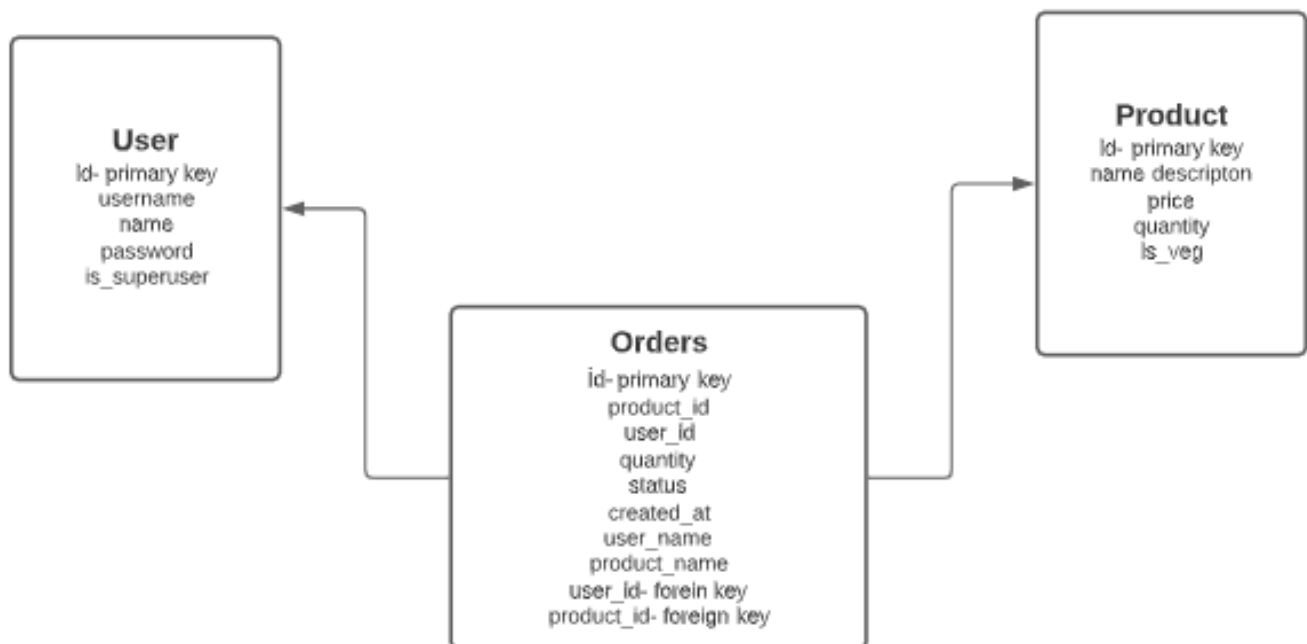 User
id- primary key
username
name
password
is_superuser
Product
id- primary key
name descripton
price
quantity
is_veg
Orders
id- primary key
product_id
user_id
quantity
status
created_at
user_name
product_name
user_id- forein key
product_id- foreign key